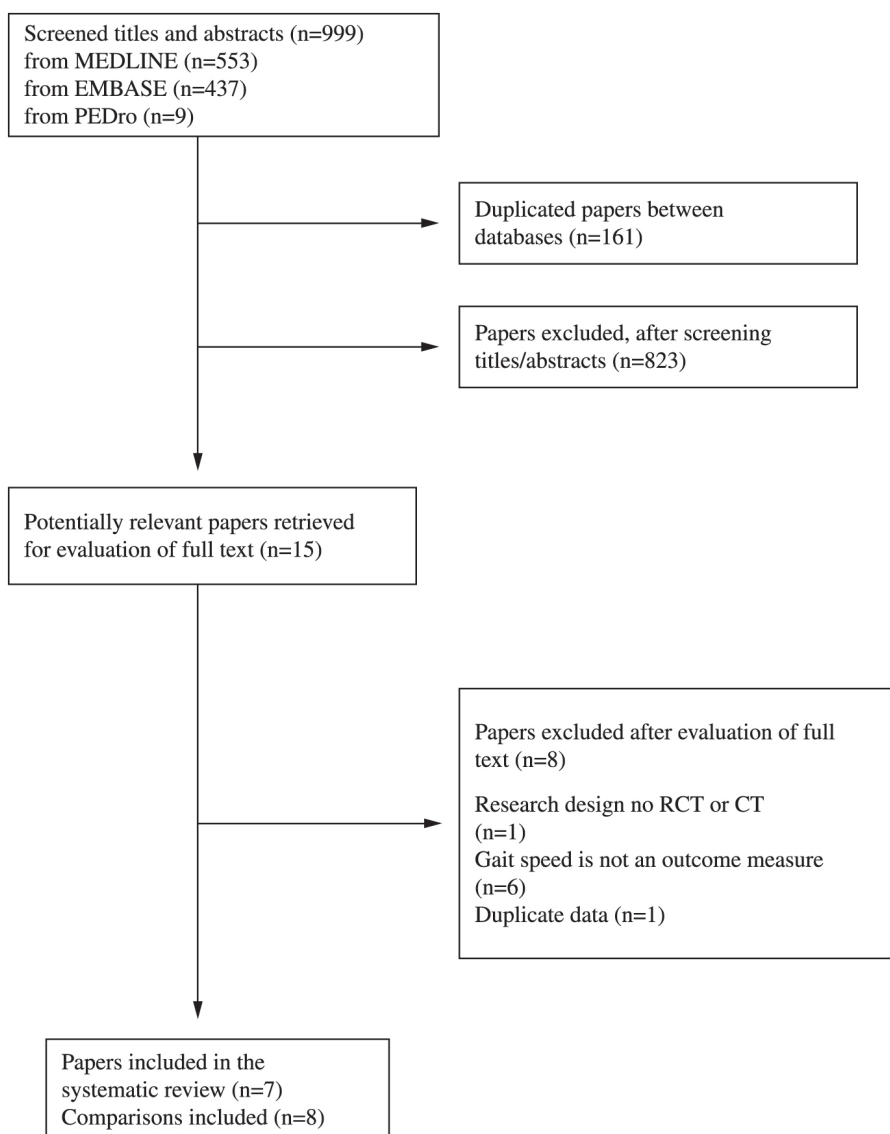 Screened titles and abstracts (n=999)
from MEDLINE (n=553)
from EMBASE (n=437)
from PEDro (n=9)
Duplicated papers between
databases (n=161)
Papers excluded, after screening
titles/abstracts (n=823)
Potentially relevant papers retrieved
for evaluation of full text (n=15)
Papers excluded after evaluation of full
text (n=8)
Research design no RCT or CT
(n=1)
Gait speed is not an outcome measure
(n=6)
Duplicate data (n=1)
Papers included in the
systematic review (n=7)
Comparisons included (n=8)